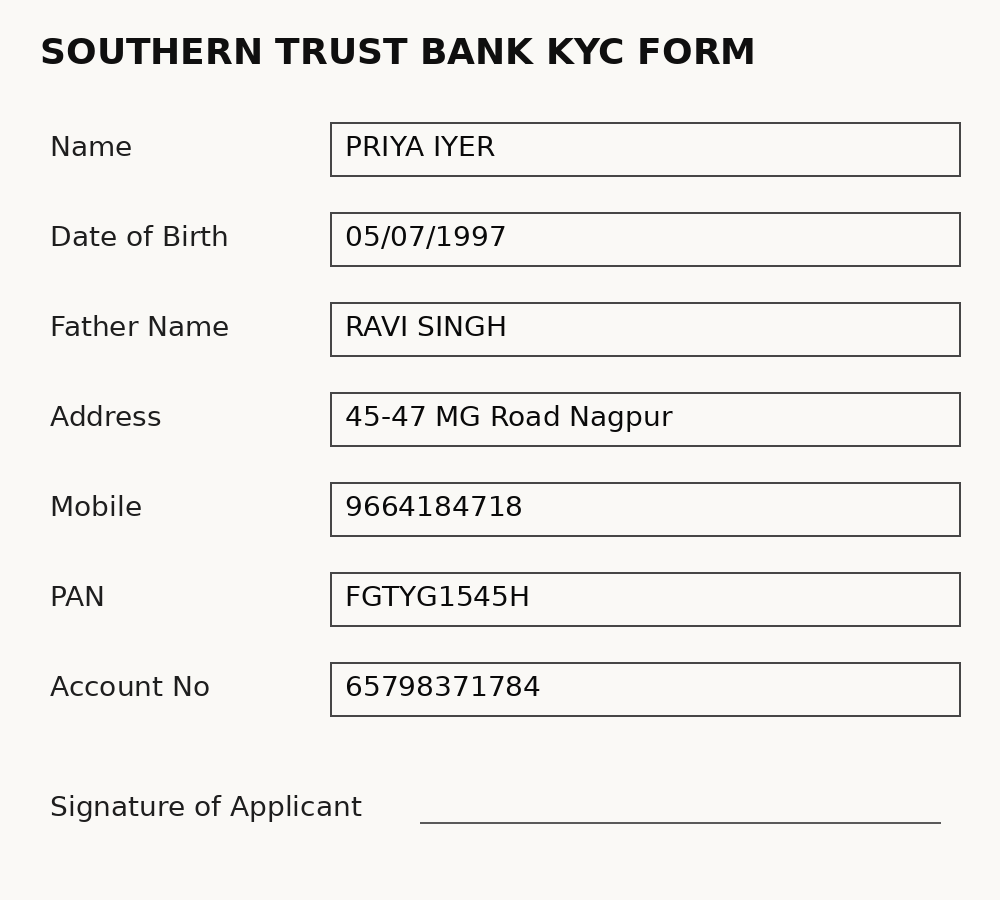 SOUTHERN TRUST BANK KYC FORM
Name PRIYA IYER
Date of Birth 05/07/1997
Father Name RAVI SINGH
Address 45-47 MG Road Nagpur
Mobile 9664184718
PAN FGTYG1545H
Account No 65798371784
Signature of Applicant